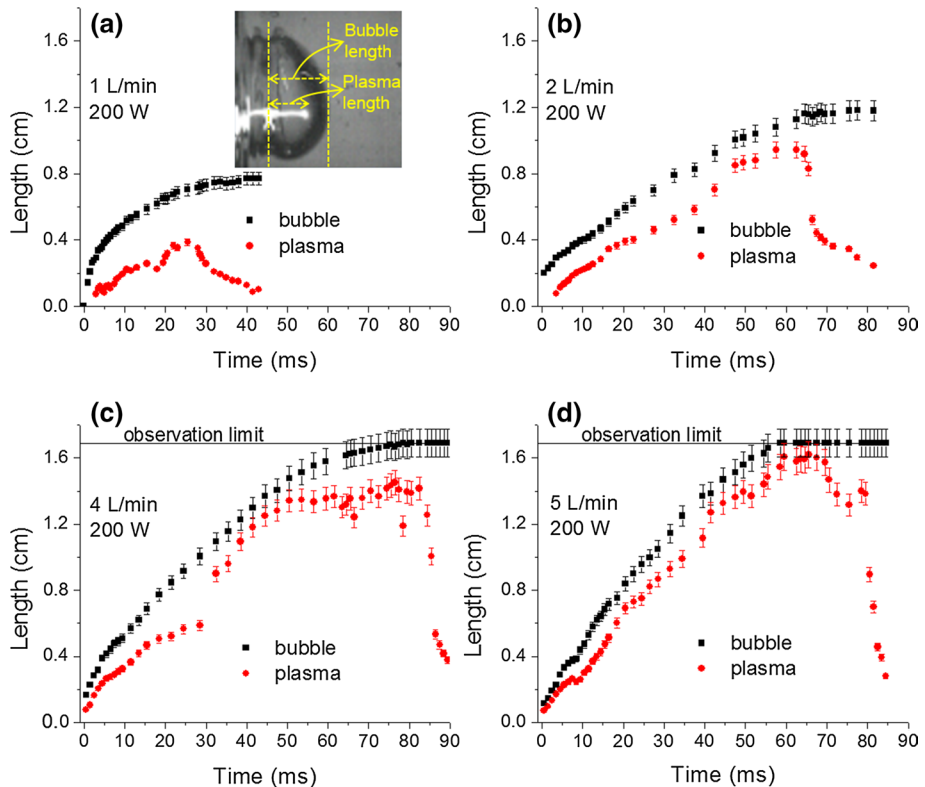 (a)
1 L/min
200 W
Bubble
length
Plasma
length
bubble
plasma
Length (cm)
1.6
1.2
0.8
0.4
0.0
0 10 20 30 40 50 60 70 80 90
Time (ms)
(b)
2 L/min
200 W
bubble
plasma
Length (cm)
1.6
1.2
0.8
0.4
0.0
0 10 20 30 40 50 60 70 80 90
Time (ms)
(c)
observation limit
4 L/min
200 W
bubble
plasma
Length (cm)
1.6
1.2
0.8
0.4
0.0
0 10 20 30 40 50 60 70 80 90
Time (ms)
(d)
observation limit
5 L/min
200 W
bubble
plasma
Length (cm)
1.6
1.2
0.8
0.4
0.0
0 10 20 30 40 50 60 70 80 90
Time (ms)